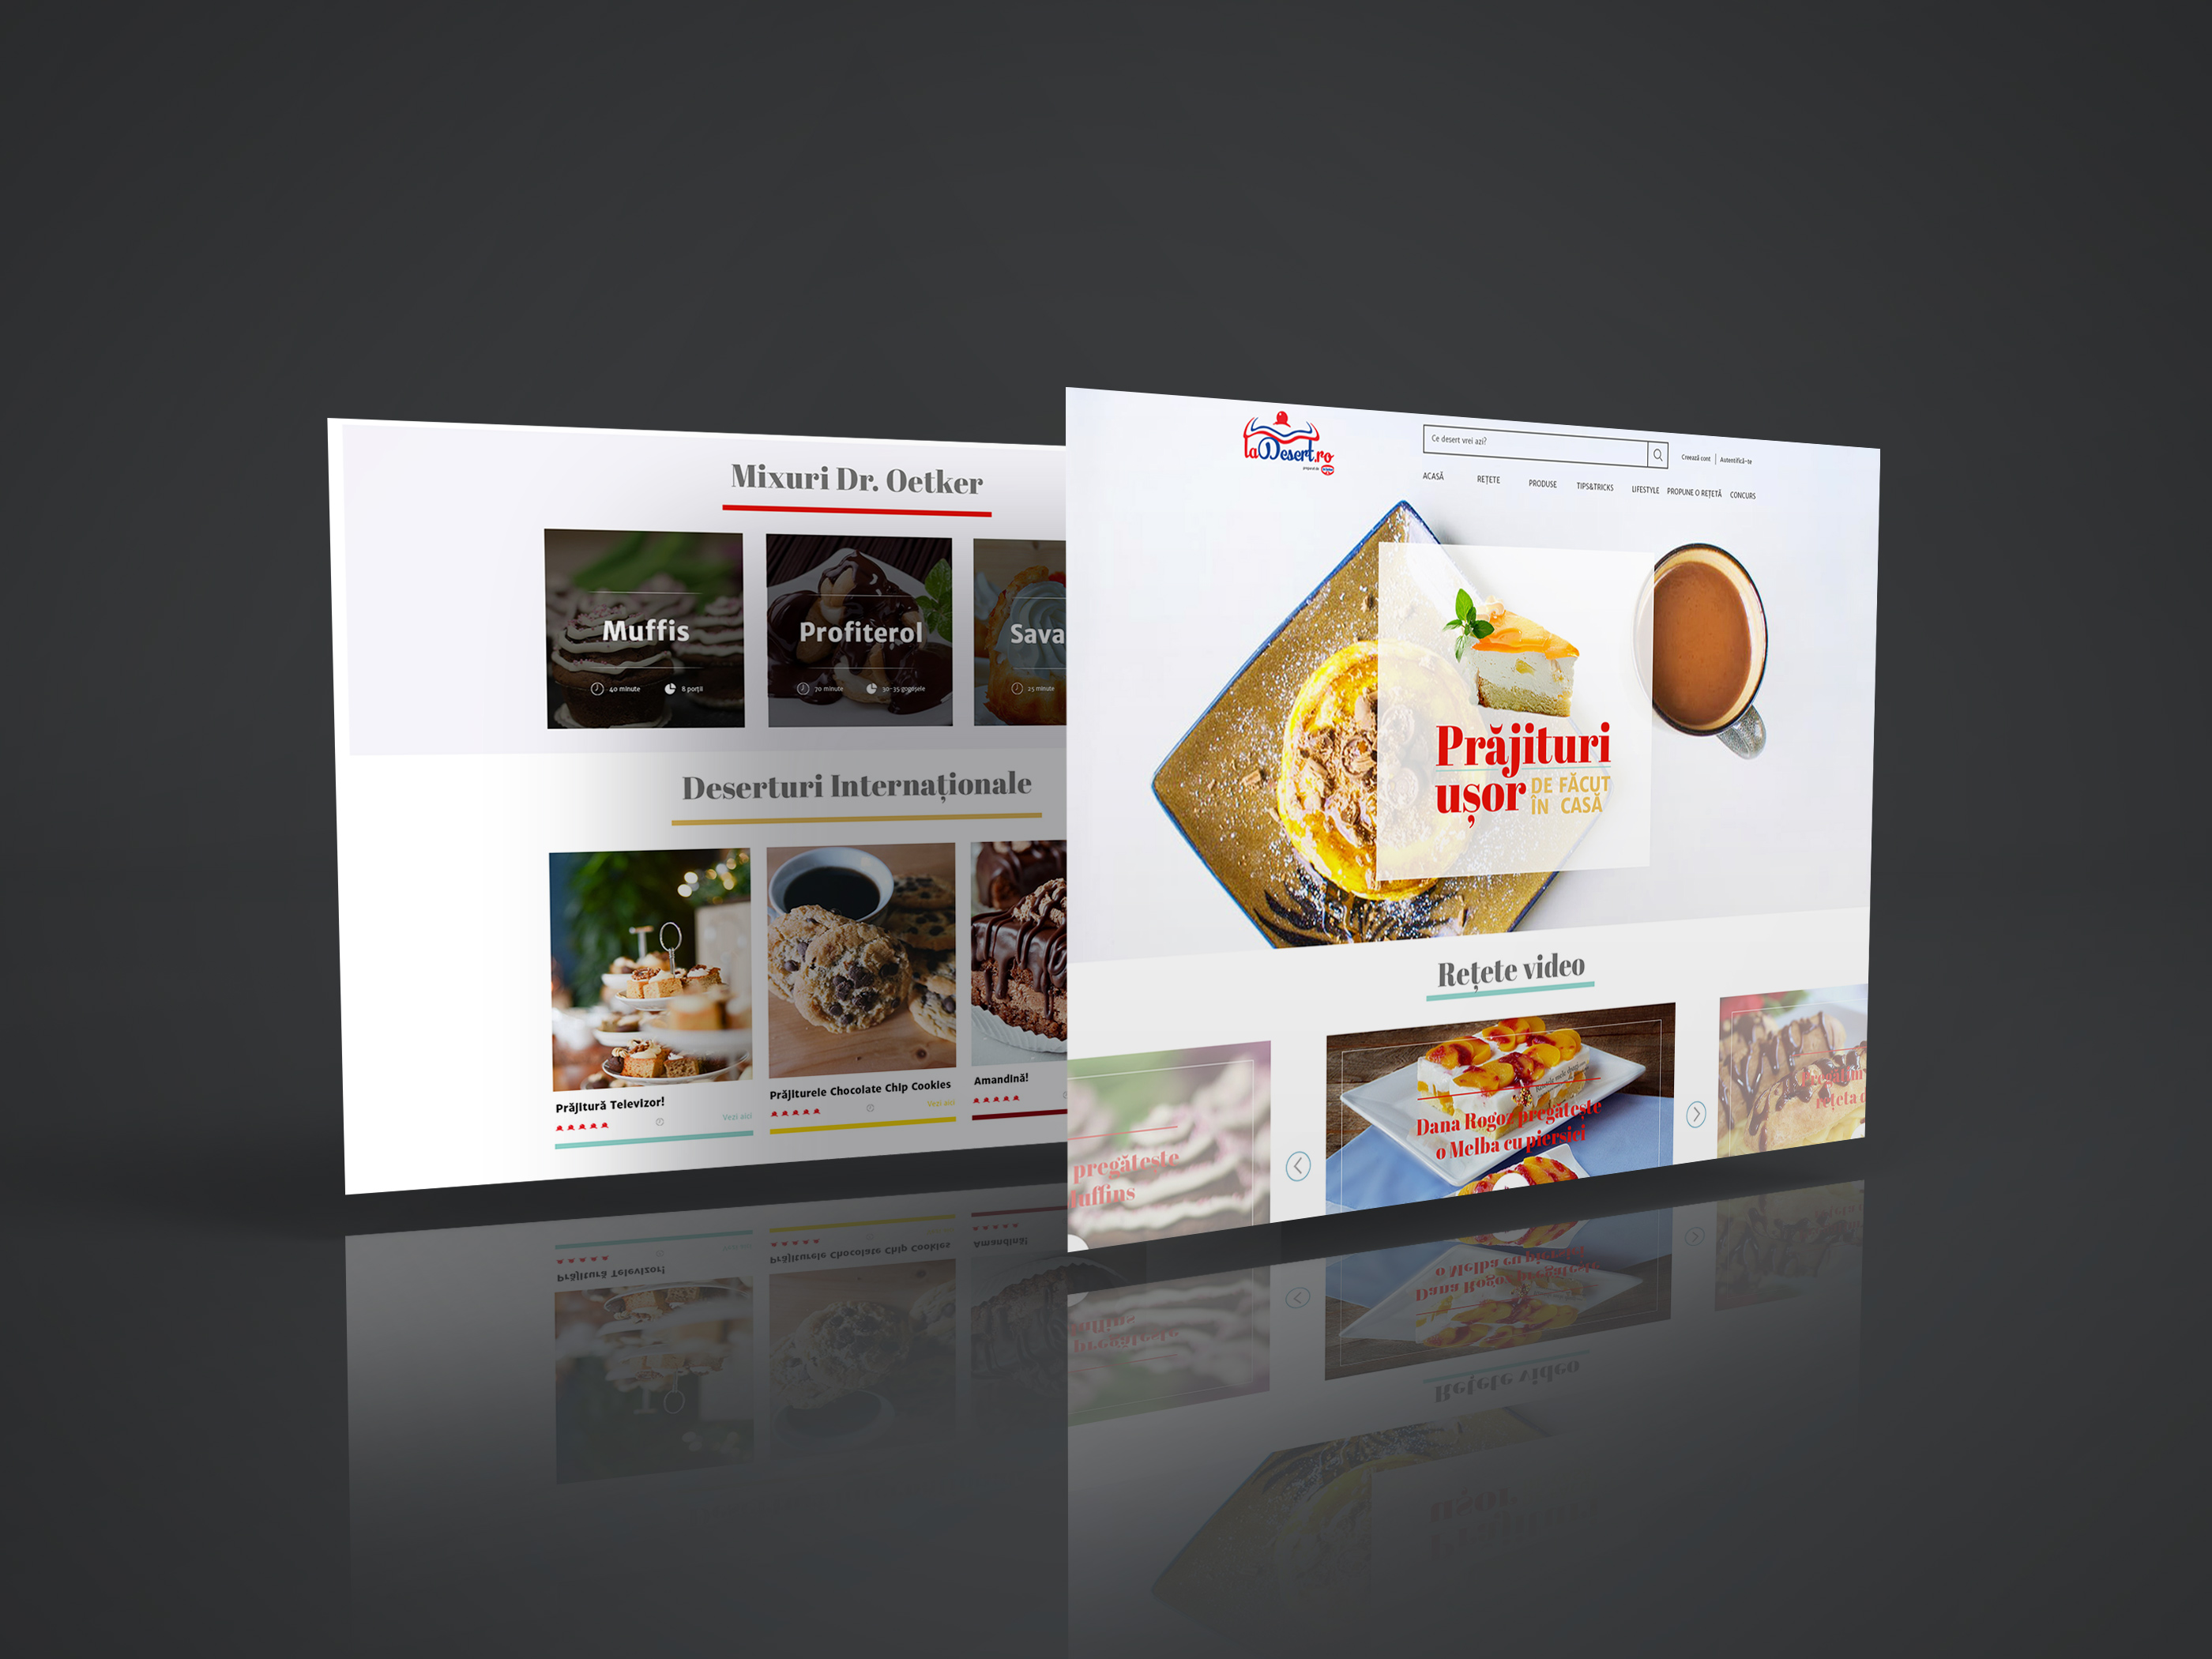 Mixuri Dr. Oetker
Muffis
40 minute
8 porții
Profiterol
70 minute
30-35 gogoșele
Sava
25 minute
Deserturi Internaționale
Prăjitură Televizor!
Vezi aici
Prăjiturele Chocolate Chip Cookies
Vezi aici
Amandină!
laDesert.ro
Ce desert vrei azi?
Creează cont
Autentifică-te
ACASĂ
REȚETE
PRODUSE
TIPS&TRICKS
LIFESTYLE
PROPUNE O REȚETĂ
CONCURS
Prăjituri
ușor DE FĂCUT
ÎN CASĂ
Rețete video
pregătește
Dana Rogoz pregătește
o Melba cu piersici